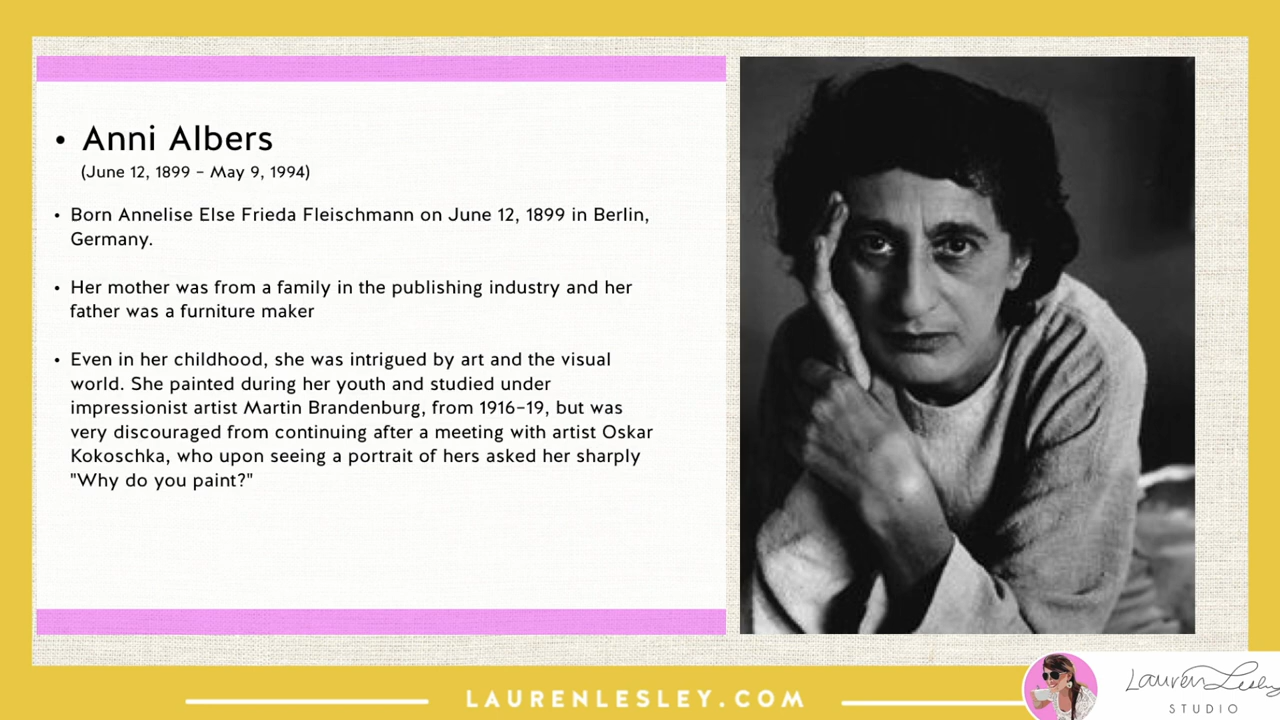 • Anni Albers
(June 12, 1899 – May 9, 1994)
• Born Annelise Else Frieda Fleischmann on June 12, 1899 in Berlin,
Germany.
• Her mother was from a family in the publishing industry and her
father was a furniture maker
• Even in her childhood, she was intrigued by art and the visual
world. She painted during her youth and studied under
impressionist artist Martin Brandenburg, from 1916–19, but was
very discouraged from continuing after a meeting with artist Oskar
Kokoschka, who upon seeing a portrait of hers asked her sharply
"Why do you paint?"
LAURENLESLEY.COM
Lauren Lesley
STUDIO